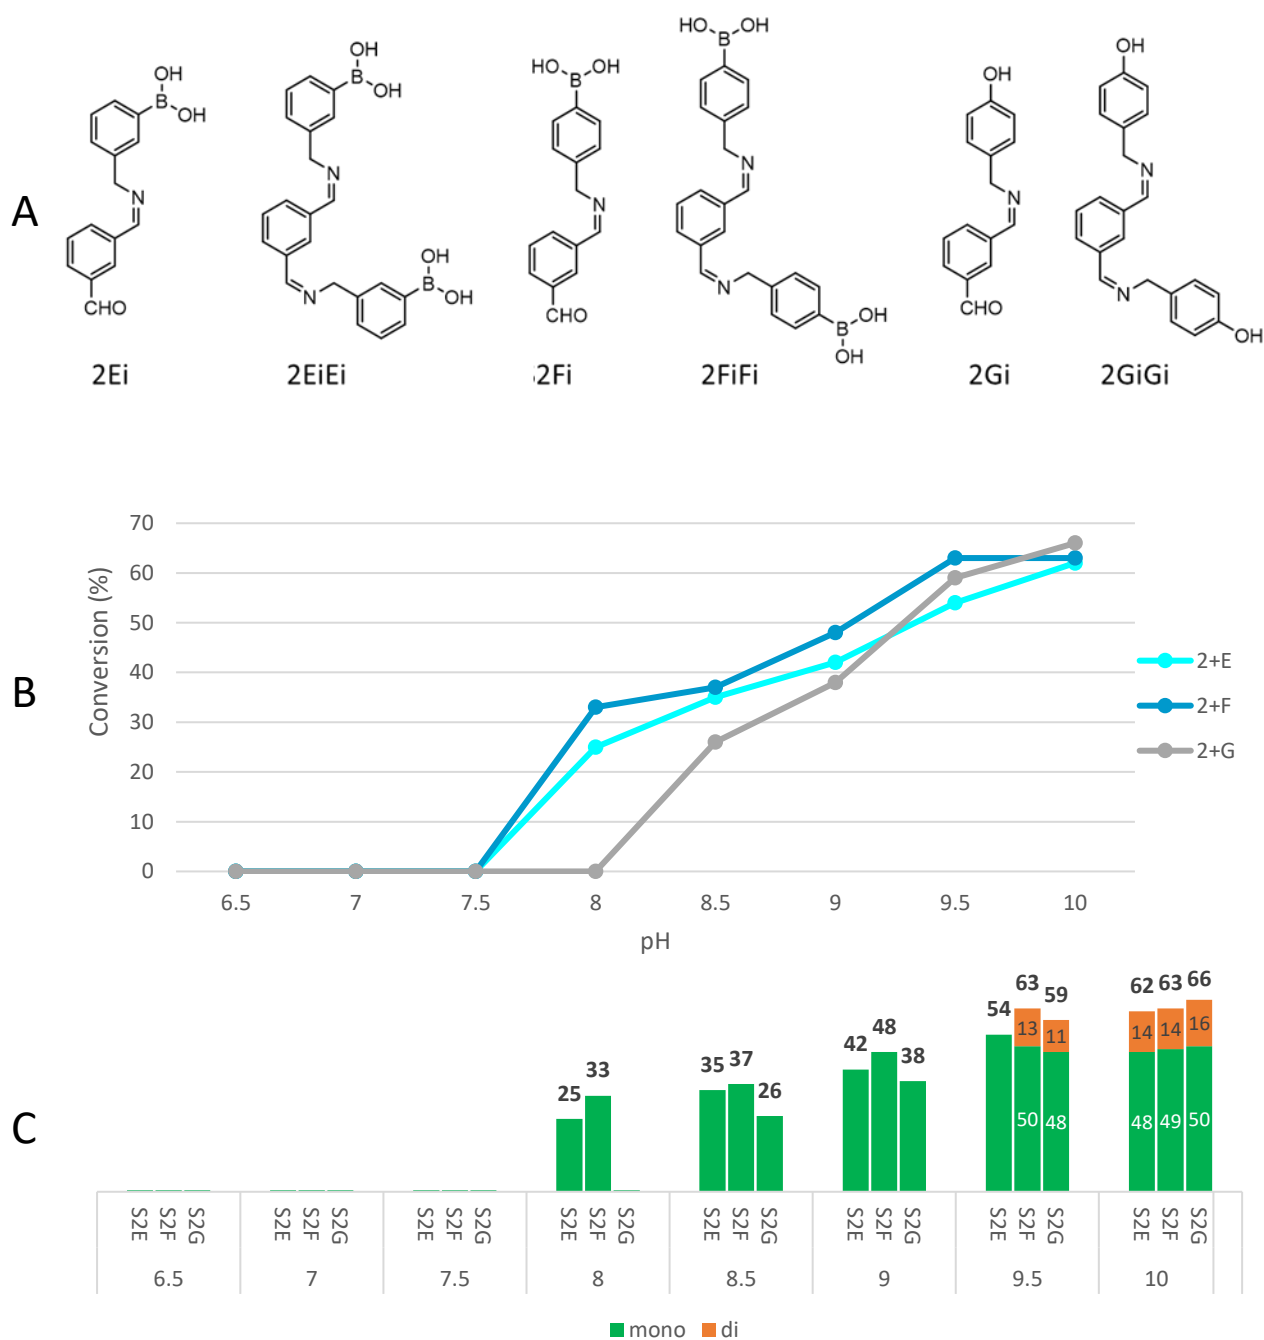 HO OH
B
OH
B
OH
N
CHO
2Ei
OH
B
OH
N
N
OH
B
OH
2EiEi
HO OH
B
N
CHO
2Fi
HO OH
B
N
N
B
OH
OH
2FiFi
OH
N
CHO
2Gi
OH
N
N
OH
2GiGi
A
B
Conversion (%)
70
60
50
40
30
20
10
0
6.5 7 7.5 8 8.5 9 9.5 10
pH
2+E
2+F
2+G
C
25 33
35 37 26
42 48 38
54 63 59
13 11
50 48
62 63 66
14 14 16
48 49 50
S2E S2F S2G S2E S2F S2G S2E S2F S2G S2E S2F S2G S2E S2F S2G S2E S2F S2G S2E S2F S2G S2E S2F S2G
6.5 7 7.5 8 8.5 9 9.5 10
mono di